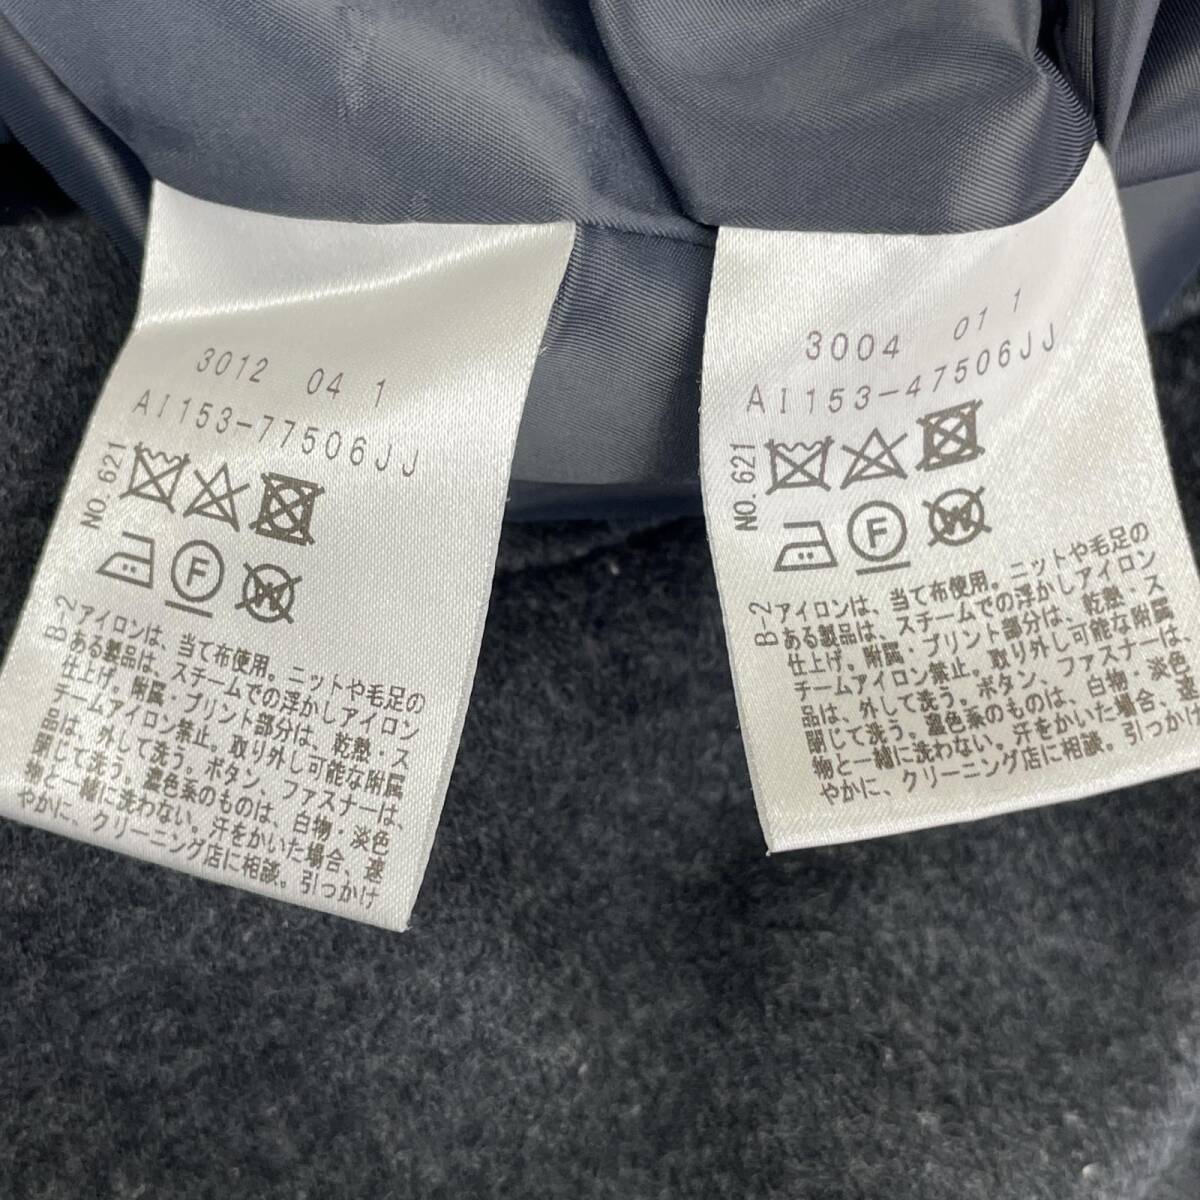 3012 04 1
AI153-77506JJ
NO.621
F
W
B-2
アイロンは、当て布使用。ニットや毛足の
ある製品は、スチームでの浮かしアイロン
仕上げ。附属・プリント部分は、乾熱・ス
チームアイロン禁止。取り外し可能な附属
品は、外して洗う。ボタン、ファスナーは、
閉じて洗う。濃色系のものは、白物・淡色
物と一緒に洗わない。汗をかいた場合、速
やかに、クリーニング店に相談。引っかけ
3004 01 1
AI153-47506JJ
NO.621
F
W
B-2
アイロンは、当て布使用。ニットや毛足の
ある製品は、スチームでの浮かしアイロン
仕上げ。附属・プリント部分は、乾熱・ス
チームアイロン禁止。取り外し可能な附属
品は、外して洗う。ボタン、ファスナーは、
閉じて洗う。濃色系のものは、白物・淡色
物と一緒に洗わない。汗をかいた場合、速
やかに、クリーニング店に相談。引っかけ